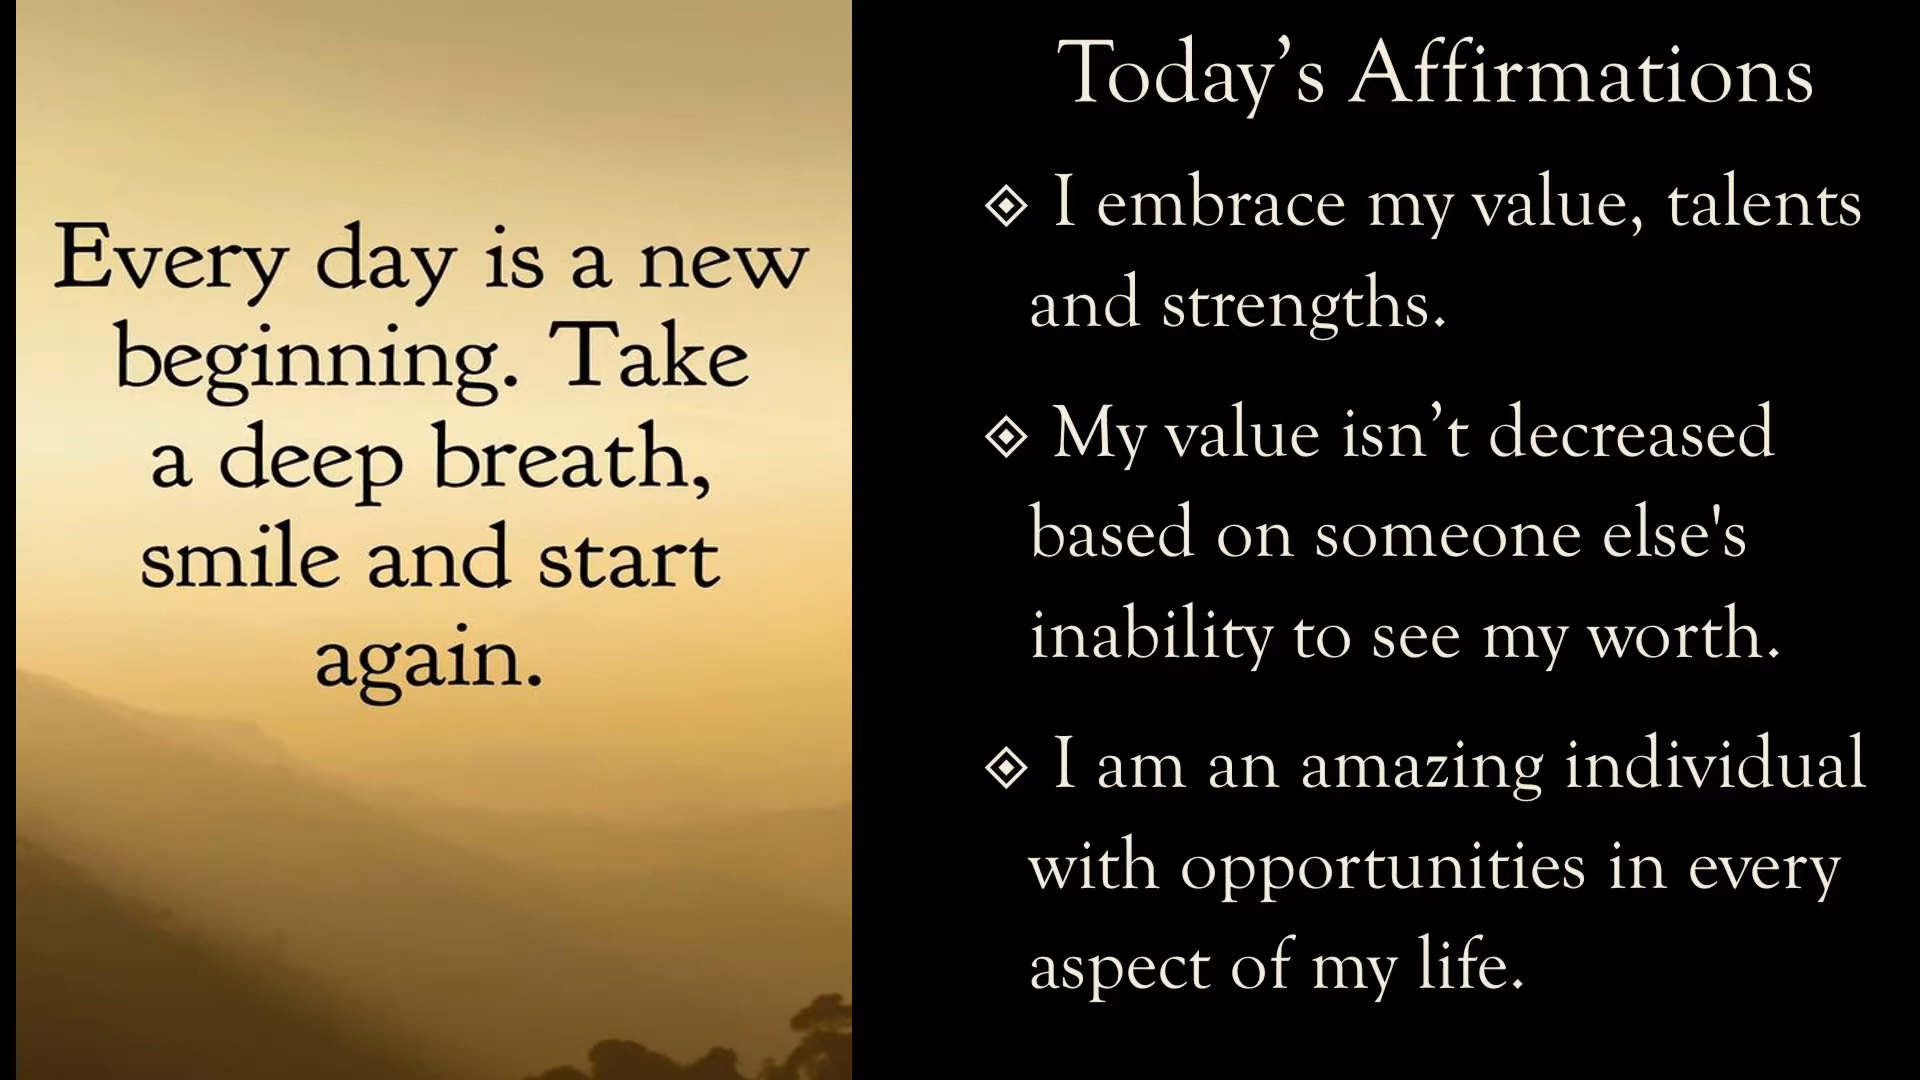 Every day is a new
beginning. Take
a deep breath,
smile and start
again.
Today’s Affirmations
I embrace my value, talents
and strengths.
My value isn’t decreased
based on someone else's
inability to see my worth.
I am an amazing individual
with opportunities in every
aspect of my life.